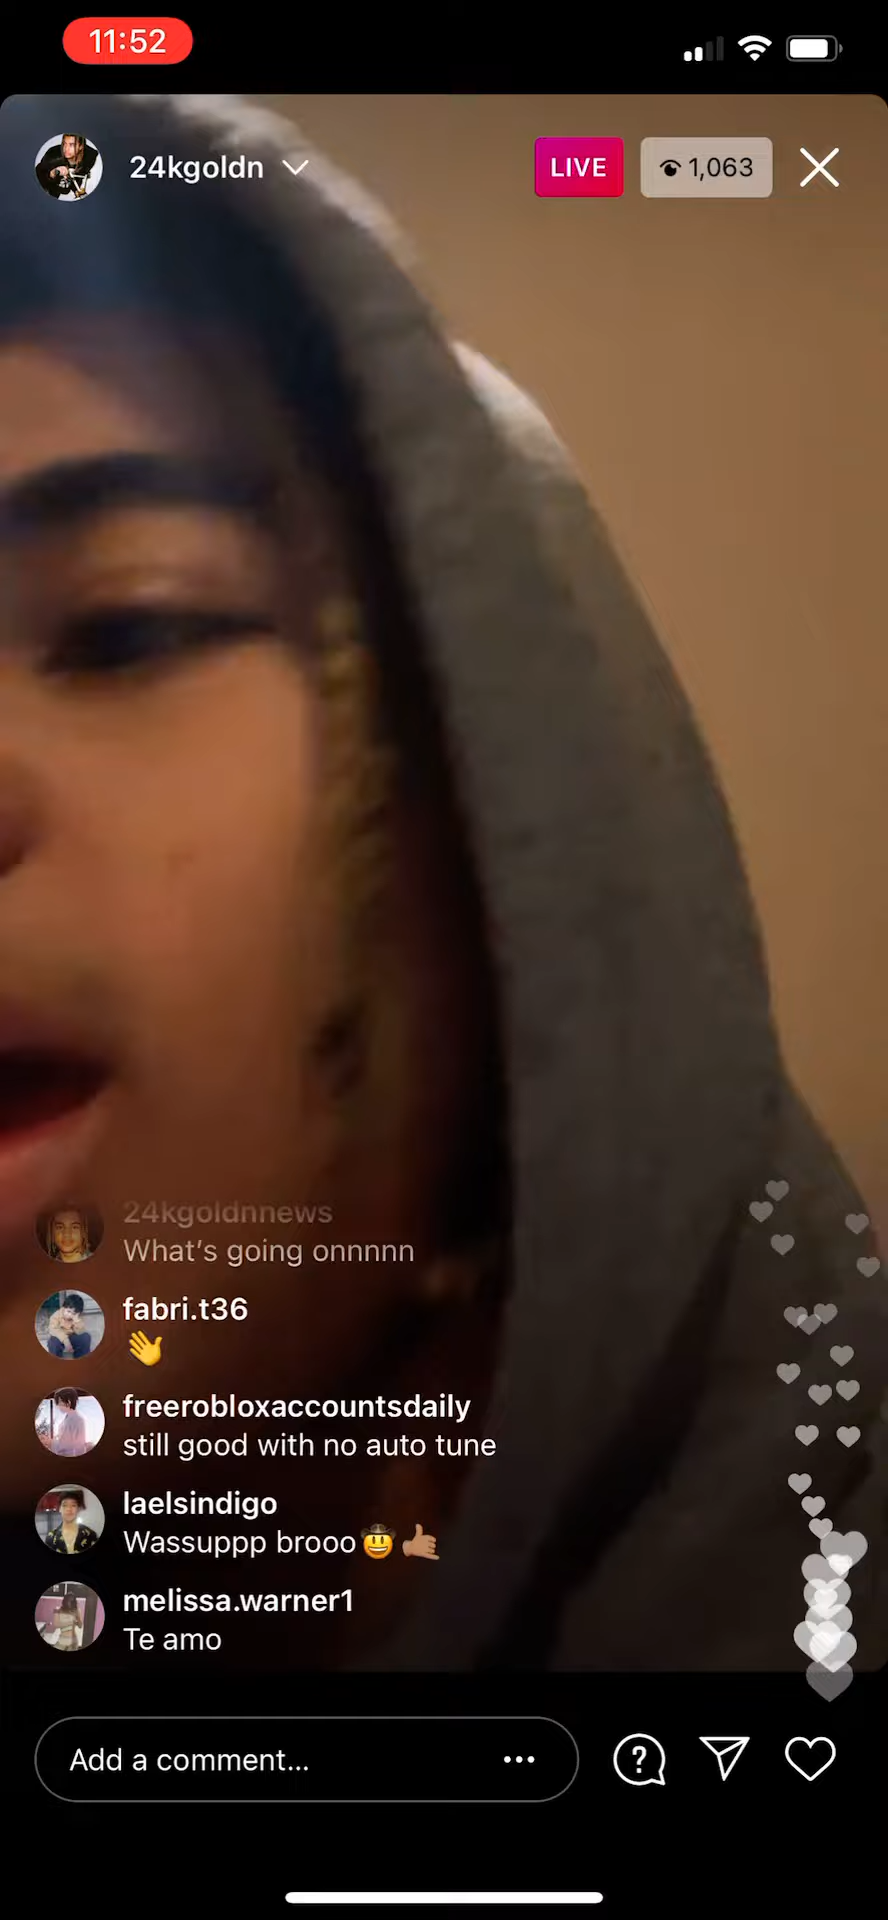 11:52
24kgoldn
LIVE
1,063
24kgoldnnews
What's going onnnnn
fabri.t36
👋
freerobloxaccountsdaily
still good with no auto tune
laelsindigo
Wassuppp brooo🤠🤙🏽
melissa.warner1
Te amo
Add a comment...